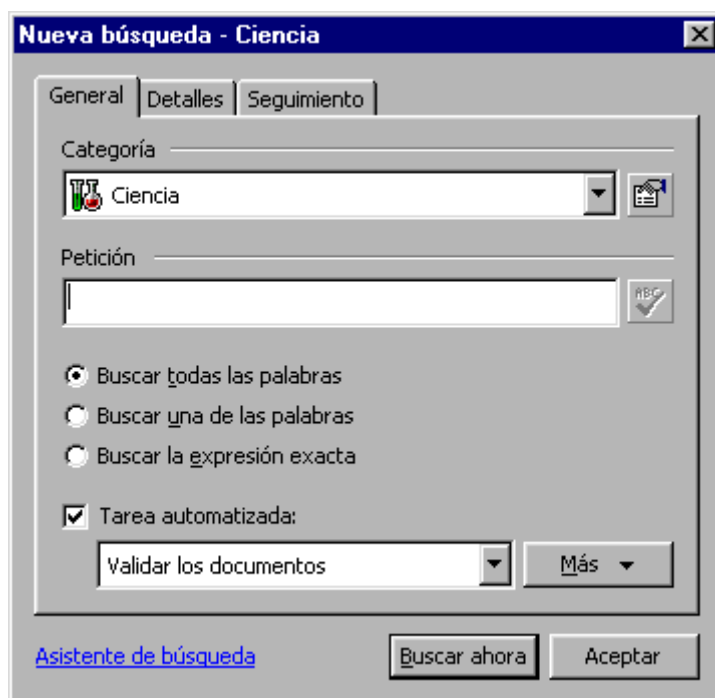 Nueva búsqueda - Ciencia
General Detalles Seguimiento
Categoría
Ciencia
Petición
ABC
Buscar todas las palabras
Buscar una de las palabras
Buscar la expresión exacta
Tarea automatizada:
Validar los documentos Más
Asistente de búsqueda Buscar ahora Aceptar